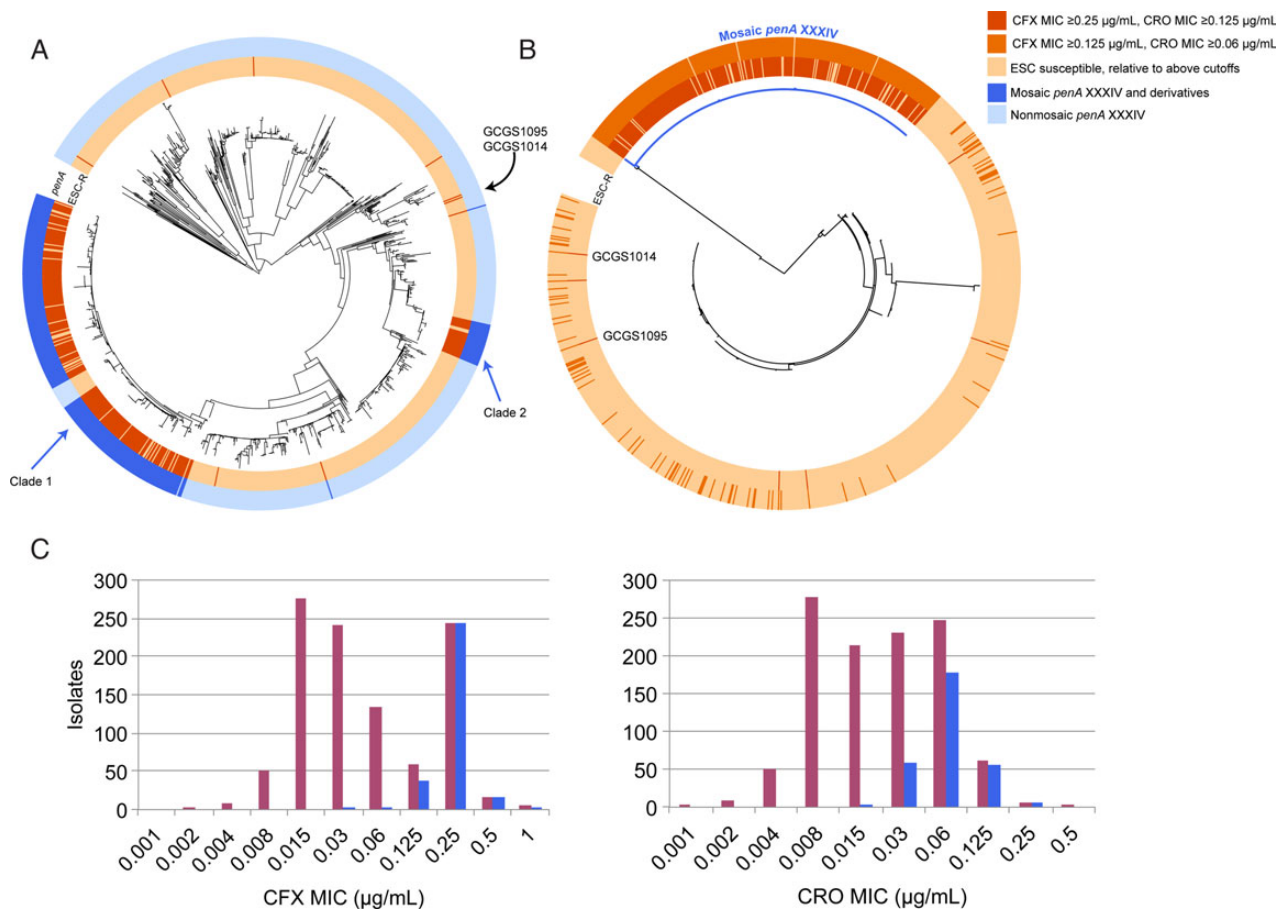 A
B
Mosaic penA XXXIV
CFX MIC ≥0.25 µg/mL, CRO MIC ≥0.125 µg/mL
CFX MIC ≥0.125 µg/mL, CRO MIC ≥0.06 µg/mL
ESC susceptible, relative to above cutoffs
Mosaic penA XXXIV and derivatives
Nonmosaic penA XXXIV
GCGS1095
GCGS1014
penA
ESC-R
ESC-R
GCGS1014
GCGS1095
Clade 2
Clade 1
C
Isolates
300
250
200
150
100
50
0
0.001
0.002
0.004
0.008
0.015
0.03
0.06
0.125
0.25
0.5
1
CFX MIC (µg/mL)
300
250
200
150
100
50
0
0.001
0.002
0.004
0.008
0.015
0.03
0.06
0.125
0.25
0.5
CRO MIC (µg/mL)